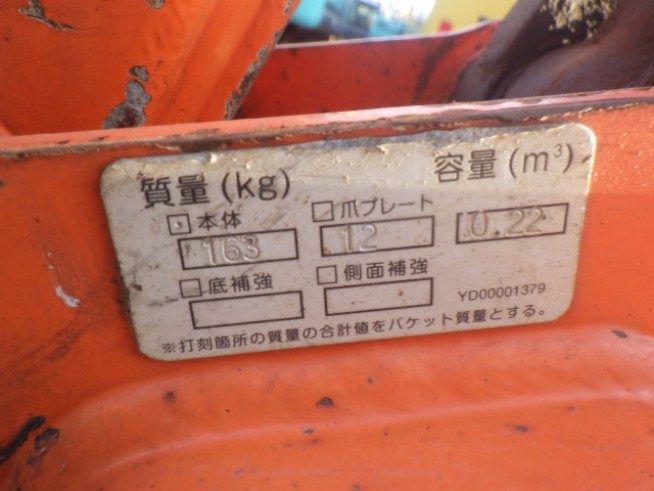 質量(kg) 容量(m³)
本体 爪プレート
163 12 0.22
底補強 側面補強
YD00001379
※打刻箇所の質量の合計値をバケット質量とする。